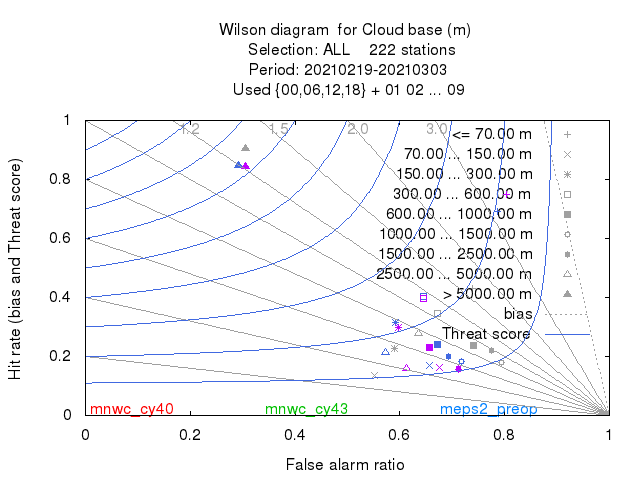 Wilson diagram for Cloud base (m)
Selection: ALL 222 stations
Period: 20210219-20210303
Used {00,06,12,18} + 01 02 ... 09
1.2 1.5 2.0 3.0
<= 70.00 m
70.00 ... 150.00 m
150.00 ... 300.00 m
300.00 ... 600.00 m
600.00 ... 1000.00 m
1000.00 ... 1500.00 m
1500.00 ... 2500.00 m
2500.00 ... 5000.00 m
> 5000.00 m
bias
Threat score
Hit rate (bias and Threat score)
1
0.8
0.6
0.4
0.2
0
mnwc_cy40 mnwc_cy43 meps2_preop
0 0.2 0.4 0.6 0.8 1
False alarm ratio